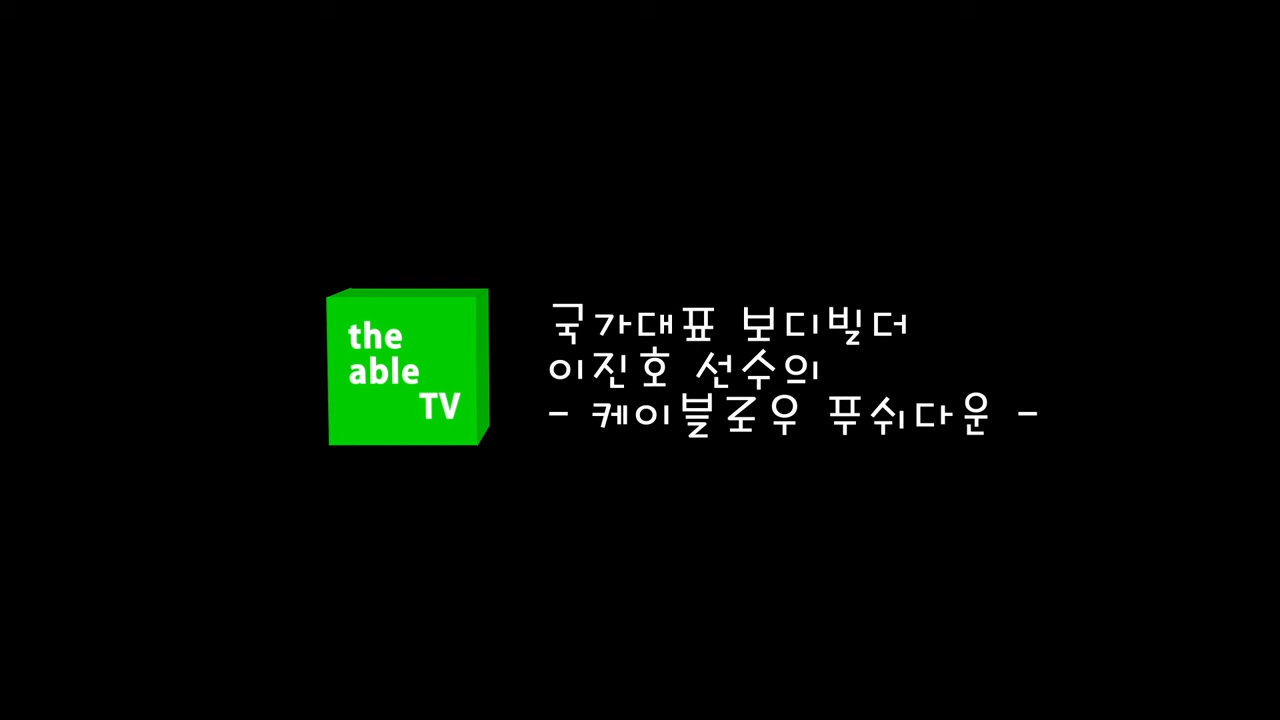 the
able
TV
국가대표 보디빌더
이진호 선수의
- 케이블로우 푸쉬다운 -